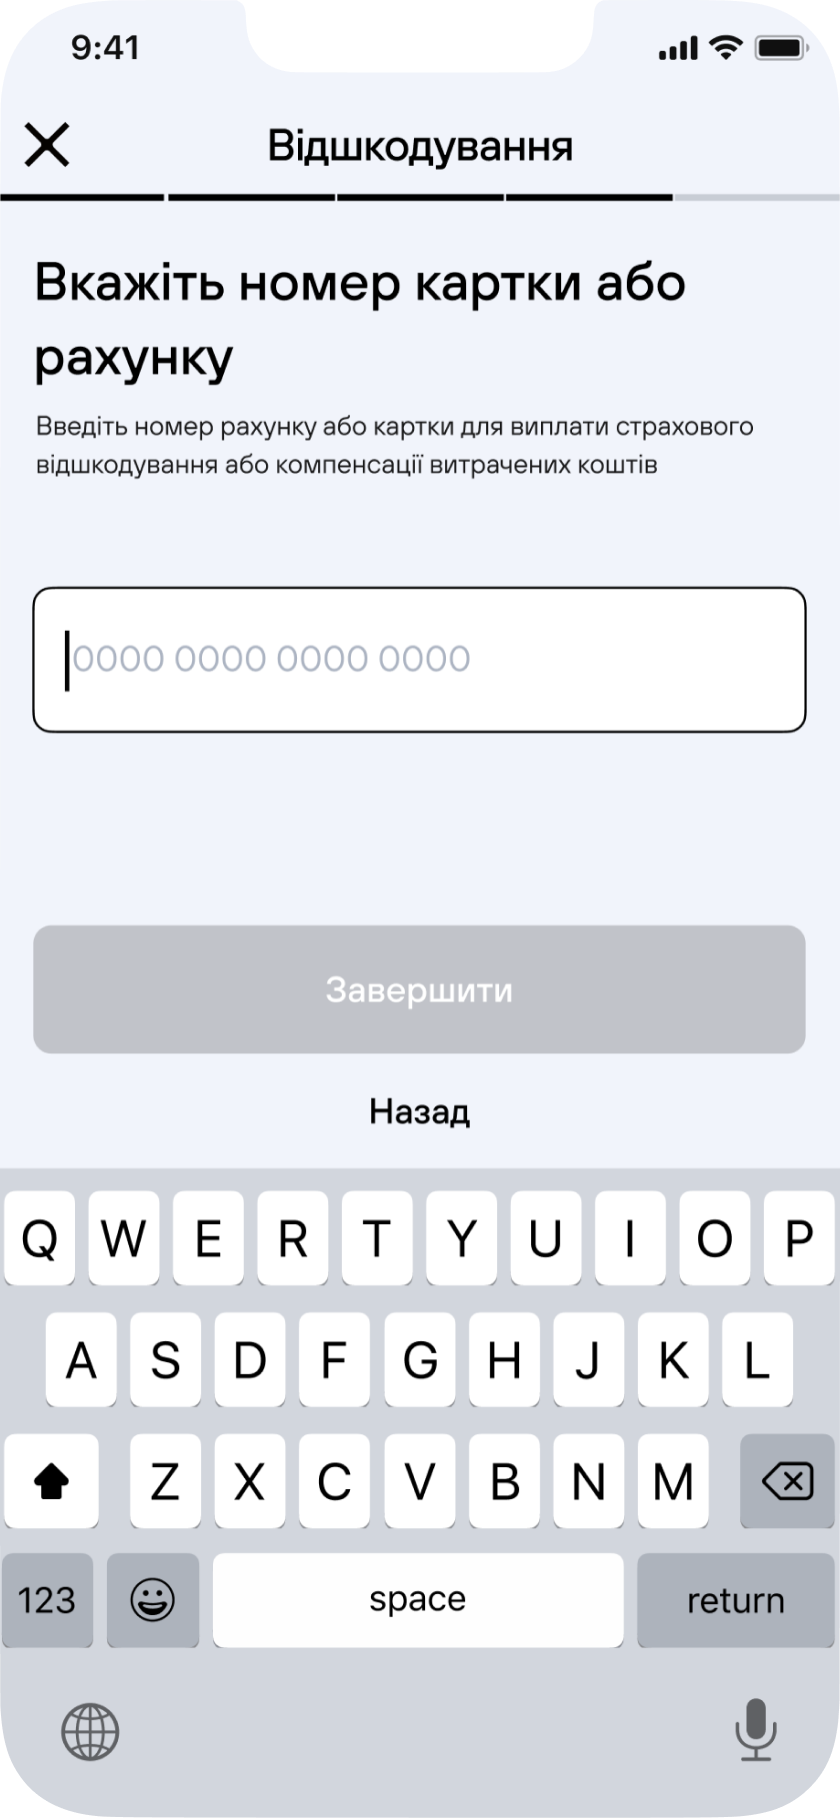 9:41
Відшкодування
Вкажіть номер картки або
рахунку
Введіть номер рахунку або картки для виплати страхового
відшкодування або компенсації витрачених коштів
0000 0000 0000 0000
Завершити
Назад
Q W E R T Y U I O P
A S D F G H J K L
Z X C V B N M
123 space return